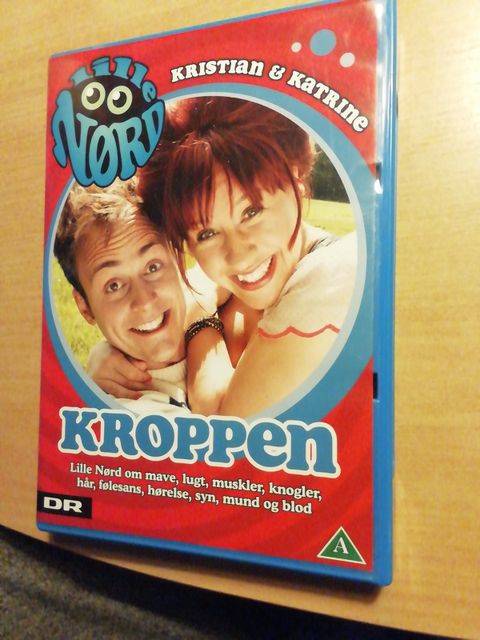 Lille
NØRD
KRISTIAN & KATRINE
KROPPEN
Lille Nørd om mave, lugt, muskler, knogler,
hår, følesans, hørelse, syn, mund og blod
DR
A